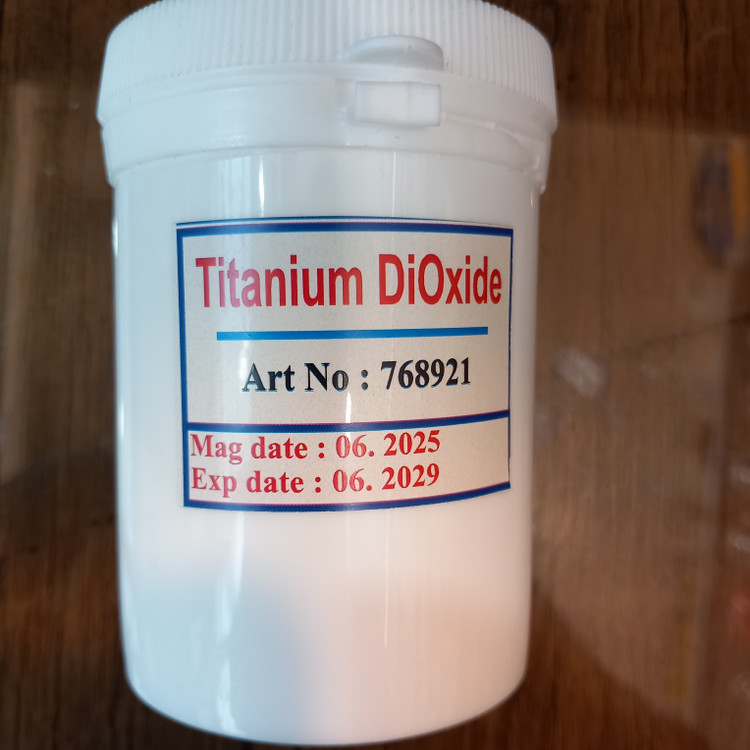 Titanium DiOxide
Art No : 768921
Mag date : 06. 2025
Exp date : 06. 2029